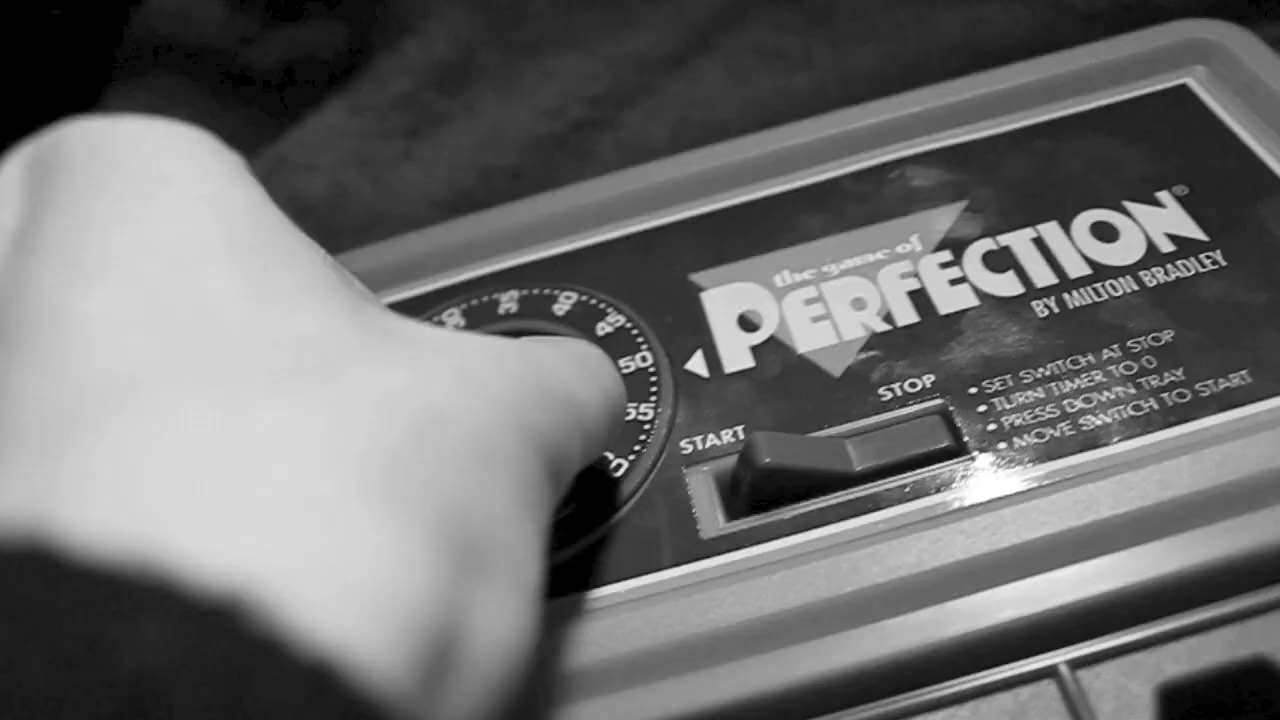 the game of
PERFECTION®
BY MILTON BRADLEY
STOP
START
• SET SWITCH AT STOP
• TURN TIMER TO 0
• PRESS DOWN TRAY
• MOVE SWITCH TO START
35
40
45
50
55
0